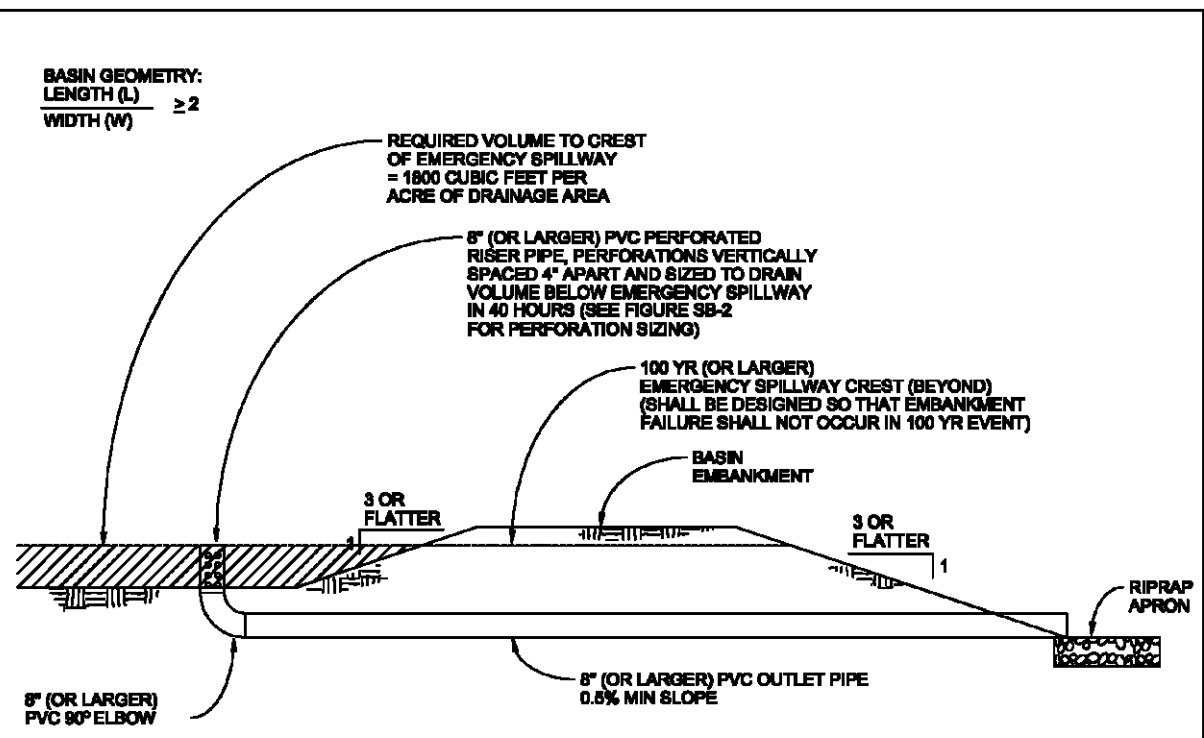 BASIN GEOMETRY:
LENGTH (L)
≥ 2
WIDTH (W)
REQUIRED VOLUME TO CREST
OF EMERGENCY SPILLWAY
= 1800 CUBIC FEET PER
ACRE OF DRAINAGE AREA
8" (OR LARGER) PVC PERFORATED
RISER PIPE, PERFORATIONS VERTICALLY
SPACED 4" APART AND SIZED TO DRAIN
VOLUME BELOW EMERGENCY SPILLWAY
IN 40 HOURS (SEE FIGURE SB-2
FOR PERFORATION SIZING)
100 YR (OR LARGER)
EMERGENCY SPILLWAY CREST (BEYOND)
(SHALL BE DESIGNED SO THAT EMBANKMENT
FAILURE SHALL NOT OCCUR IN 100 YR EVENT)
BASIN
EMBANKMENT
3 OR
FLATTER
1
3 OR
FLATTER
1
RIPRAP
APRON
8" (OR LARGER) PVC OUTLET PIPE
0.5% MIN SLOPE
8" (OR LARGER)
PVC 90° ELBOW